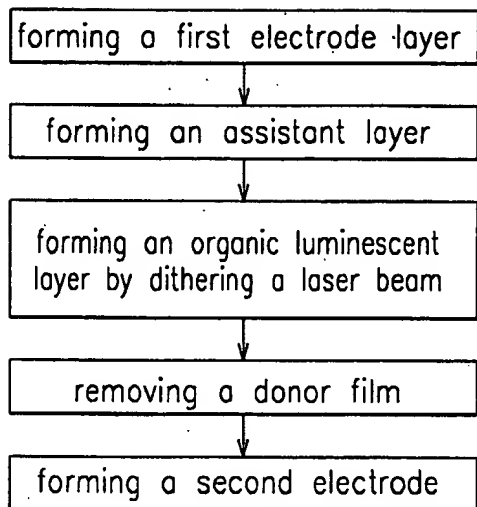 forming a first electrode layer
forming an assistant layer
forming an organic luminescent
layer by dithering a laser beam
removing a donor film
forming a second electrode